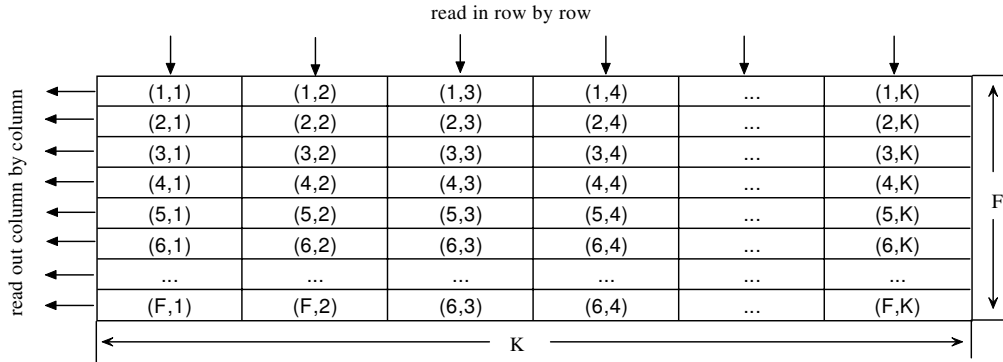 read in row by row
read out column by column
(1,1) (1,2) (1,3) (1,4) ... (1,K)
(2,1) (2,2) (2,3) (2,4) ... (2,K)
(3,1) (3,2) (3,3) (3,4) ... (3,K)
(4,1) (4,2) (4,3) (4,4) ... (4,K)
(5,1) (5,2) (5,3) (5,4) ... (5,K)
(6,1) (6,2) (6,3) (6,4) ... (6,K)
... ... ... ... ... ...
(F,1) (F,2) (6,3) (6,4) ... (F,K)
F
K